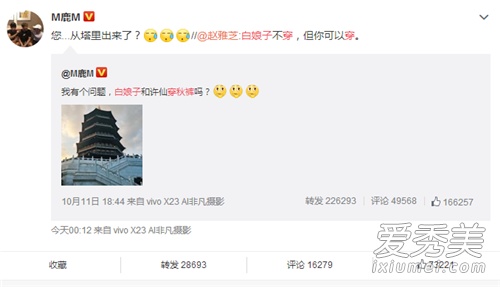 M鹿M
您...从塔里出来了？//@赵雅芝:白娘子不穿，但你可以穿。
@M鹿M
我有个问题，白娘子和许仙穿秋裤吗？
10月11日 18:44 来自 vivo X23 AI非凡摄影 转发 226293 评论 49568 166257
今天00:12 来自 vivo X23 AI非凡摄影
收藏 转发 28693 评论 16279 73221
爱秀美
ixiumei.com